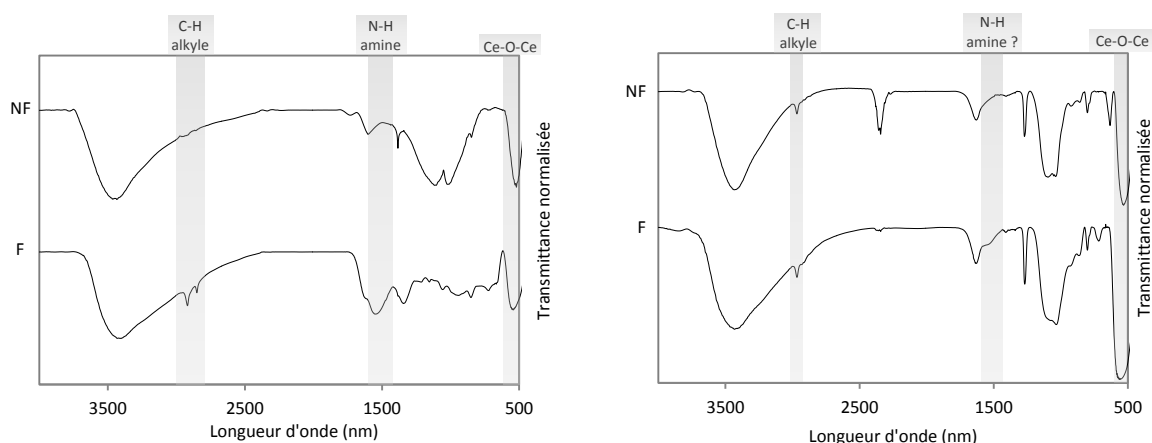 C-H
alkyle
N-H
amine
Ce-O-Ce
NF
F
Transmittance normalisée
3500
2500
1500
500
Longueur d'onde (nm)
C-H
alkyle
N-H
amine ?
Ce-O-Ce
NF
F
Transmittance normalisée
3500
2500
1500
500
Longueur d'onde (nm)